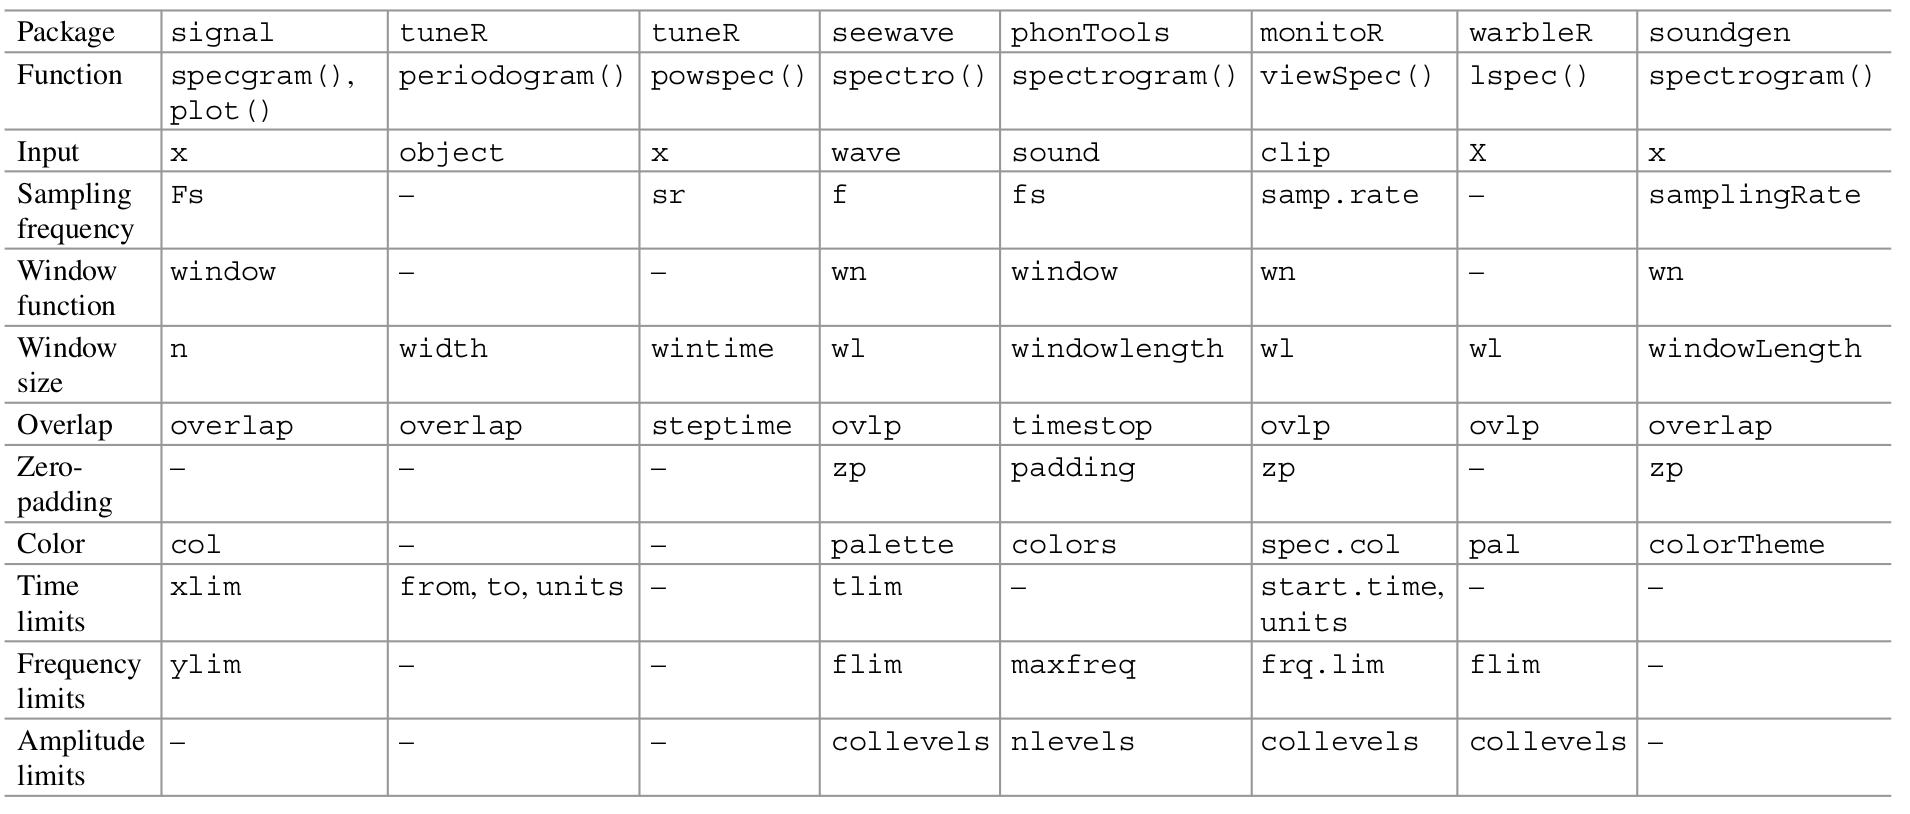 Package signal tuneR tuneR seewave phonTools monitoR warbleR soundgen
Function specgram(), periodogram() powspec() spectro() spectrogram() viewSpec() lspec() spectrogram()
plot()
Input x object x wave sound clip X x
Sampling Fs – sr f fs samp.rate – samplingRate
frequency
Window window – – wn window wn – wn
function
Window n width wintime wl windowlength wl wl windowLength
size
Overlap overlap overlap steptime ovlp timestop ovlp ovlp overlap
Zero- – – – zp padding zp – zp
padding
Color col – – palette colors spec.col pal colorTheme
Time xlim from, to, units – tlim – start.time, – –
limits units
Frequency ylim – – flim maxfreq frq.lim flim –
limits
Amplitude – – – collevels nlevels collevels collevels –
limits